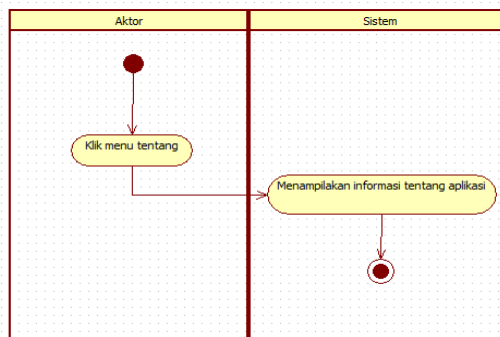 Aktor
Sistem
Klik menu tentang
Menampilakan informasi tentang aplikasi